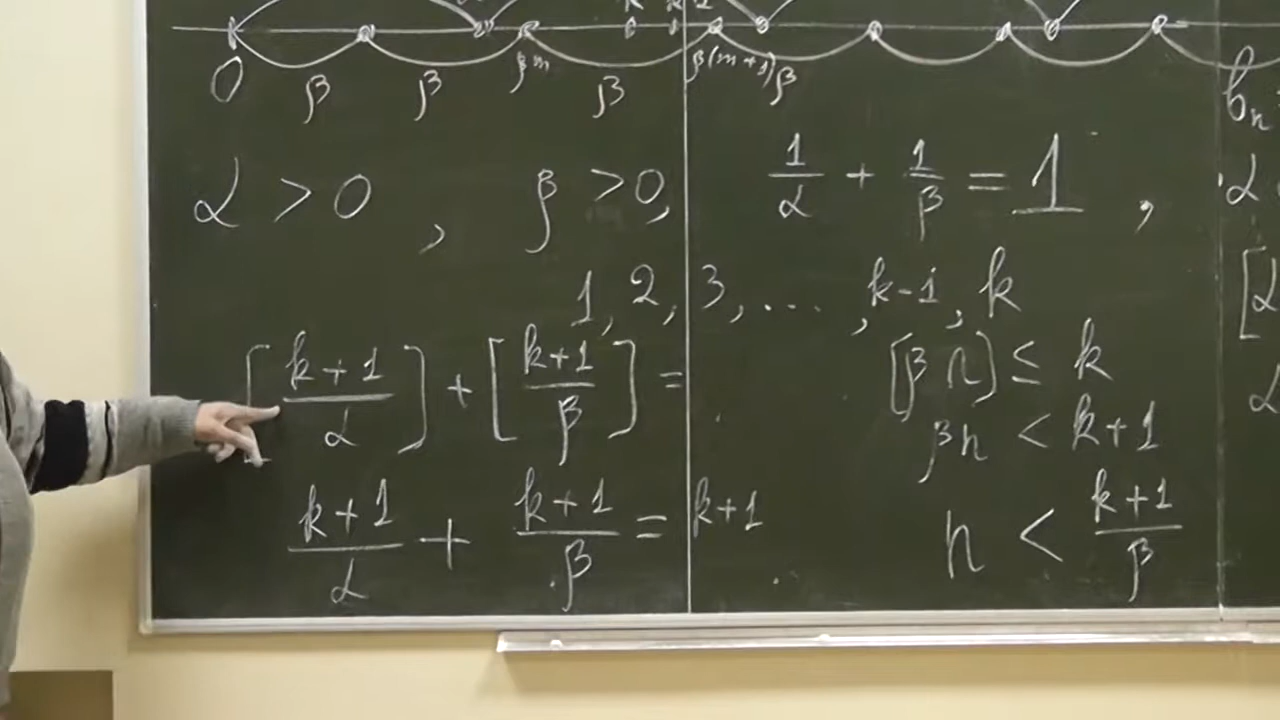 0 β β βm β β(m+1) β
bₙ
α > 0 , β > 0, 1/α + 1/β = 1 , α
1, 2, 3, ... , k-1, k
[(k+1)/α] + [(k+1)/β] = [βn] ≤ k
βn < k+1
(k+1)/α + (k+1)/β = k+1 n < (k+1)/β